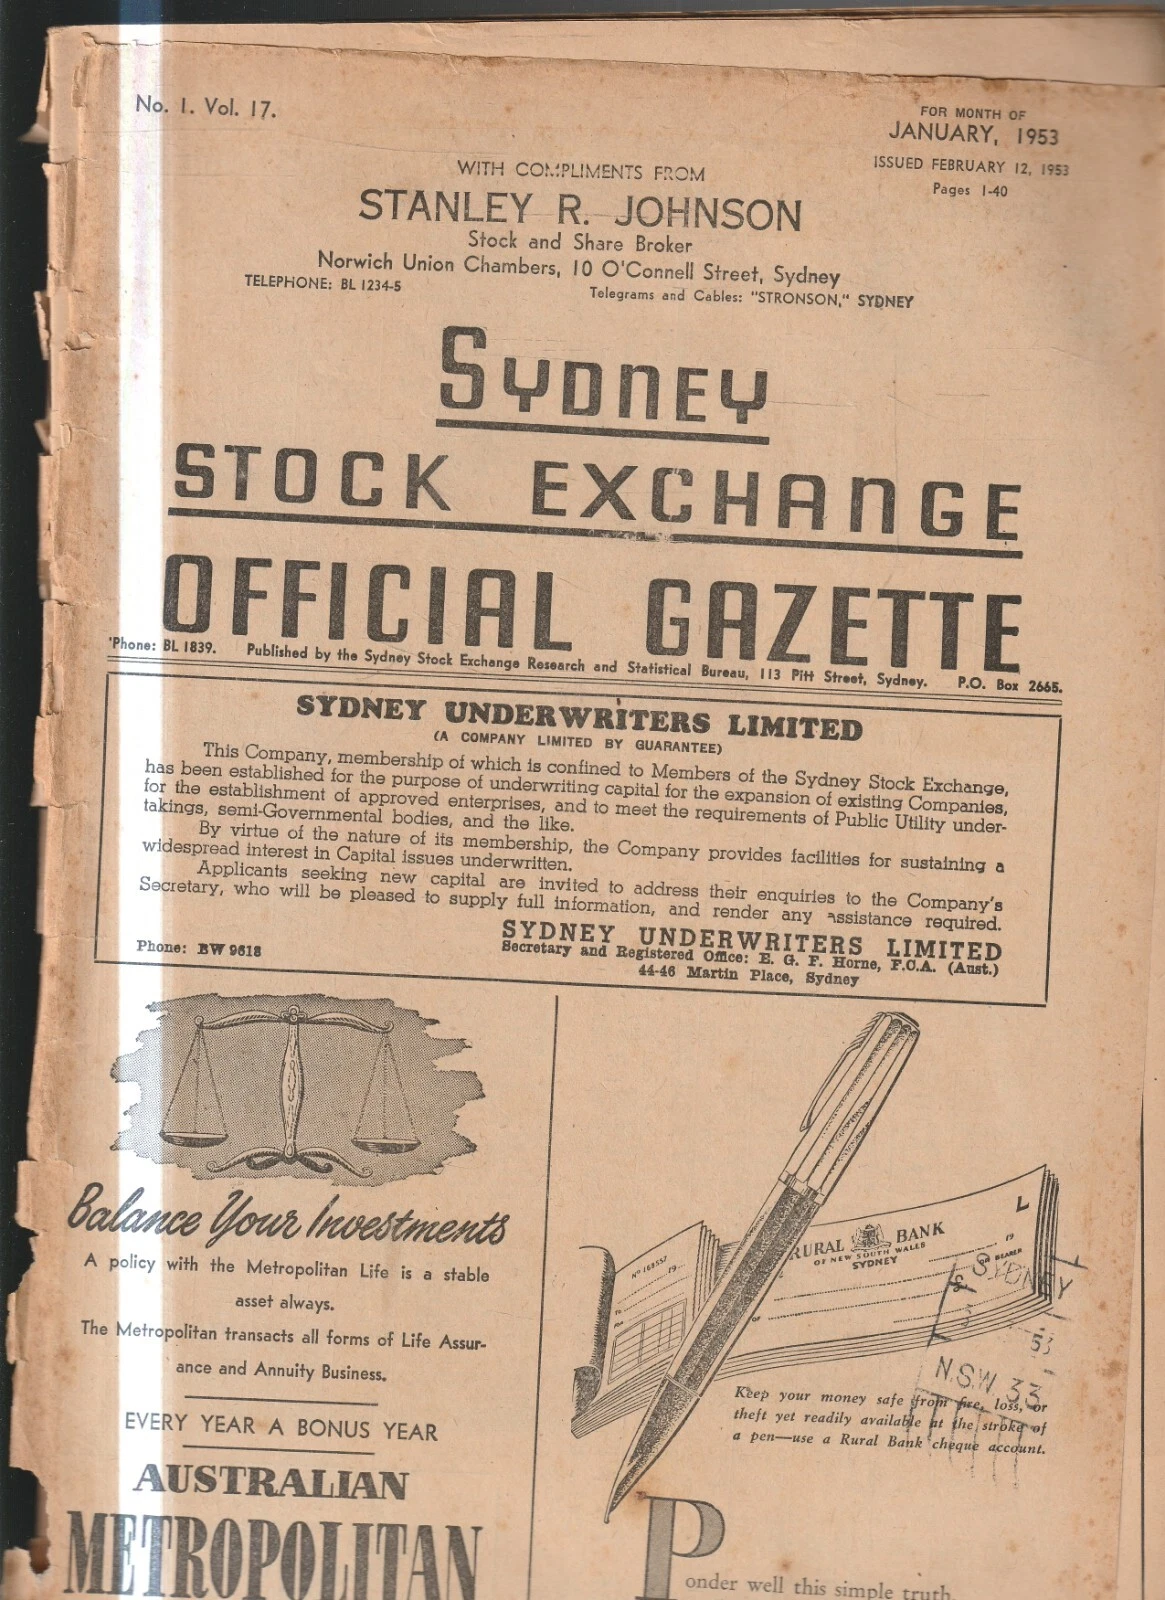 No. 1. Vol. 17.
FOR MONTH OF
JANUARY, 1953
ISSUED FEBRUARY 12, 1953
Pages 1-40
WITH COMPLIMENTS FROM
STANLEY R. JOHNSON
Stock and Share Broker
Norwich Union Chambers, 10 O'Connell Street, Sydney
TELEPHONE: BL 1234-5
Telegrams and Cables: "STRONSON," SYDNEY
SYDNEY
STOCK EXCHANGE
OFFICIAL GAZETTE
'Phone: BL 1839. Published by the Sydney Stock Exchange Research and Statistical Bureau, 113 Pitt Street, Sydney. P.O. Box 2665.
SYDNEY UNDERWRITERS LIMITED
(A COMPANY LIMITED BY GUARANTEE)
This Company, membership of which is confined to Members of the Sydney Stock Exchange,
has been established for the purpose of underwriting capital for the expansion of existing Companies,
for the establishment of approved enterprises, and to meet the requirements of Public Utility under-
takings, semi-Governmental bodies, and the like.
By virtue of the nature of its membership, the Company provides facilities for sustaining a
widespread interest in Capital issues underwritten.
Applicants seeking new capital are invited to address their enquiries to the Company's
Secretary, who will be pleased to supply full information, and render any assistance required.
SYDNEY UNDERWRITERS LIMITED
Phone: BW 9618
Secretary and Registered Office: E. G. F. Horne, F.C.A. (Aust.)
44-46 Martin Place, Sydney
Balance Your Investments
A policy with the Metropolitan Life is a stable
asset always.
The Metropolitan transacts all forms of Life Assur-
ance and Annuity Business.
EVERY YEAR A BONUS YEAR
AUSTRALIAN
METROPOLITAN
No 168557
19
L
RURAL BANK
OF NEW SOUTH WALES
SYDNEY
19
OR BEARER
OF
£
SYDNEY
3
53
N.S.W. 33
Keep your money safe from fire, loss, or
theft yet readily available at the stroke of
a pen—use a Rural Bank cheque account.
Ponder well this simple truth.